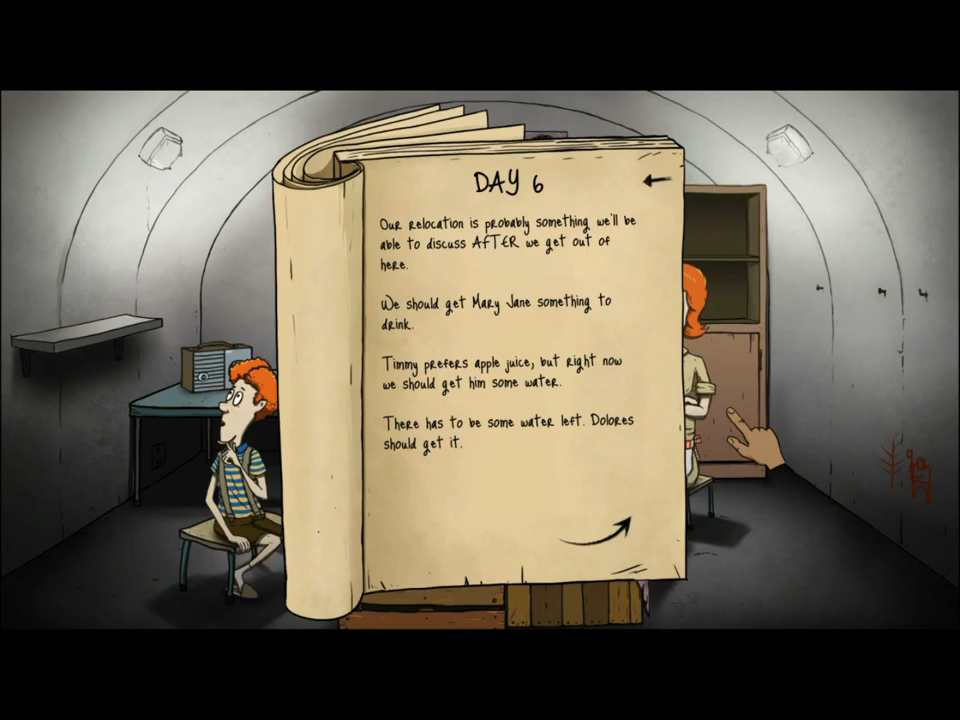 DAY 6
Our relocation is probably something we'll be
able to discuss AFTER we get out of
here.
We should get Mary Jane something to
drink.
Timmy prefers apple juice, but right now
we should get him some water.
There has to be some water left. Dolores
should get it.